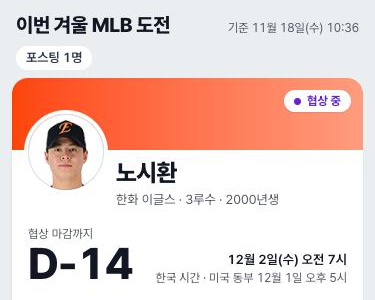 이번 겨울 MLB 도전
기준 11월 18일(수) 10:36
포스팅 1명
협상 중
노시환
한화 이글스 · 3루수 · 2000년생
협상 마감까지
D-14
12월 2일(수) 오전 7시
한국 시간 · 미국 동부 12월 1일 오후 5시